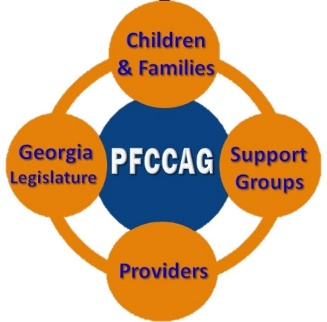 Children
& Families
Georgia
Legislature
PFCCAG
Support
Groups
Providers